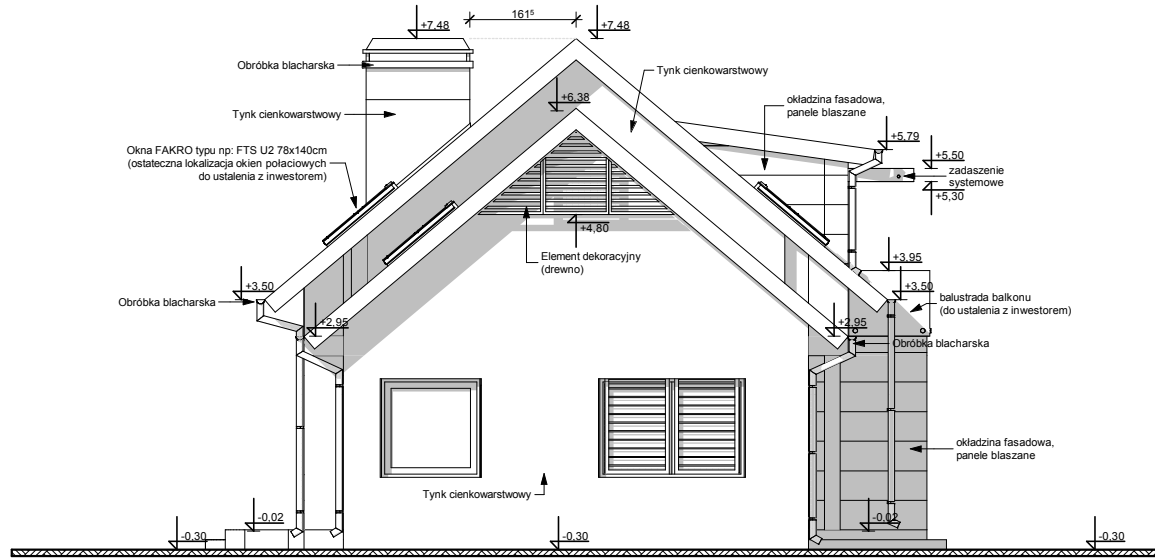 +7,48
161⁵
+7,48
Obróbka blacharska
Tynk cienkowarstwowy
Tynk cienkowarstwowy
+6,38
okładzina fasadowa,
panele blaszane
Okna FAKRO typu np: FTS U2 78x140cm
(ostateczna lokalizacja okien połaciowych
do ustalenia z inwestorem)
+5,79
+5,50
zadaszenie
systemowe
+5,30
+4,80
Element dekoracyjny
(drewno)
+3,95
+3,50
+3,50
Obróbka blacharska
balustrada balkonu
(do ustalenia z inwestorem)
+2,95
+2,95
Obróbka blacharska
okładzina fasadowa,
panele blaszane
Tynk cienkowarstwowy
-0,02
-0,02
-0,30
-0,30
-0,30